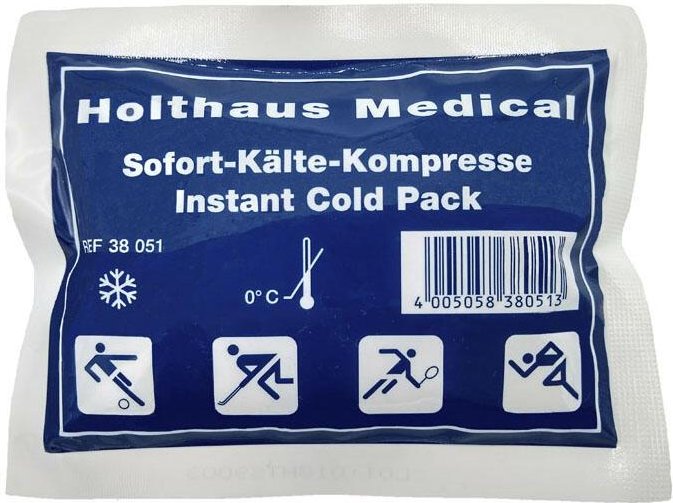 Holthaus Medical
Sofort-Kälte-Kompresse
Instant Cold Pack
REF 38 051
0° C
4 005058 380513